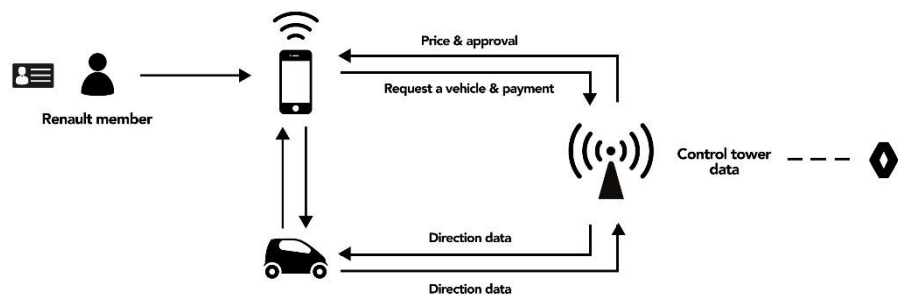 Price & approval
Request a vehicle & payment
Renault member
Control tower
data
Direction data
Direction data